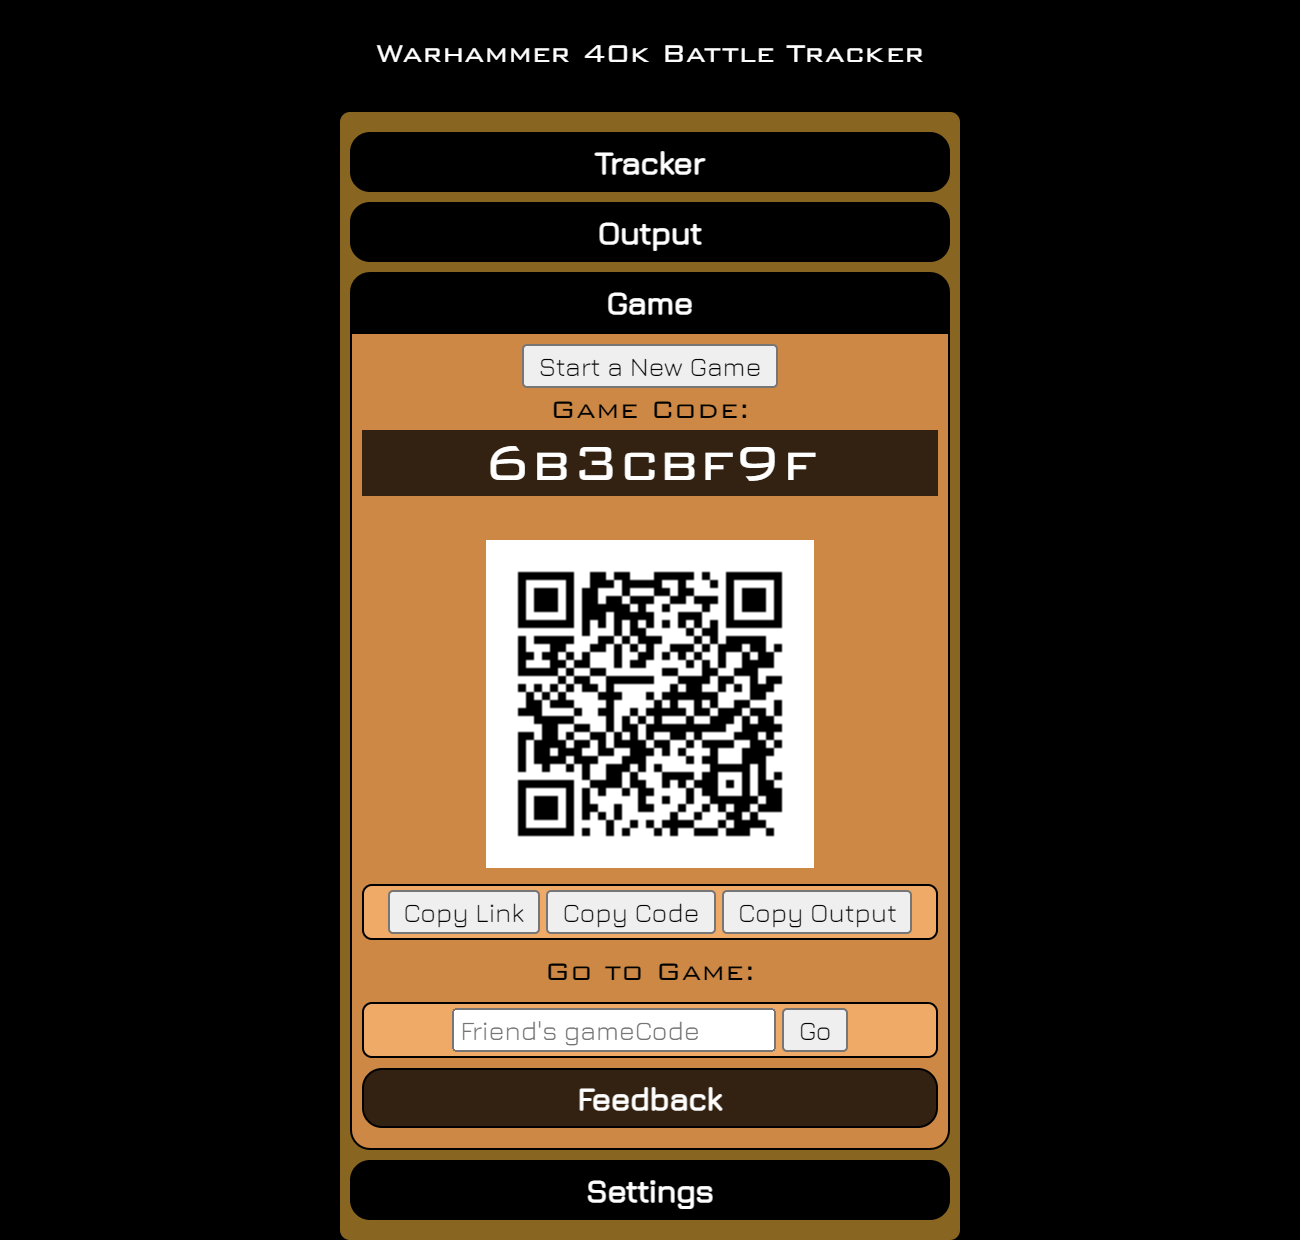 Warhammer 40k Battle Tracker
Tracker
Output
Game
Start a New Game
Game Code:
6b3cbf9f
Copy Link Copy Code Copy Output
Go to Game:
Friend's gameCode Go
Feedback
Settings